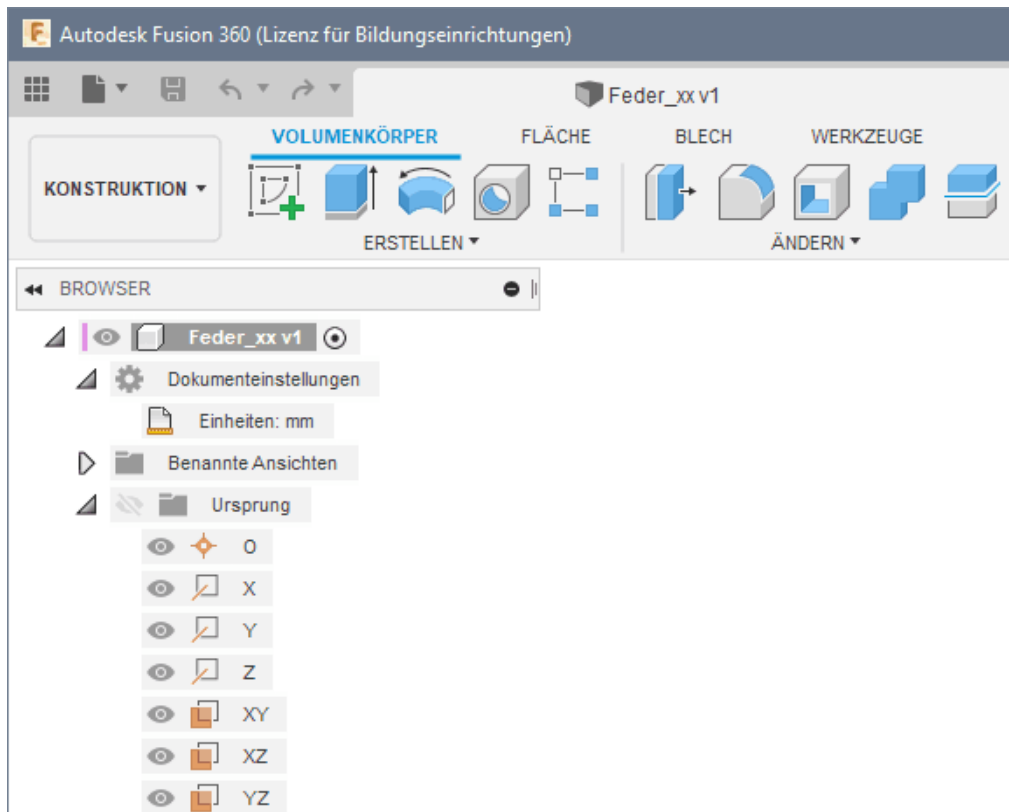 Autodesk Fusion 360 (Lizenz für Bildungseinrichtungen)
Feder_xx v1
VOLUMENKÖRPER FLÄCHE BLECH WERKZEUGE
KONSTRUKTION
ERSTELLEN ÄNDERN
BROWSER
Feder_xx v1
Dokumenteinstellungen
Einheiten: mm
Benannte Ansichten
Ursprung
O
X
Y
Z
XY
XZ
YZ